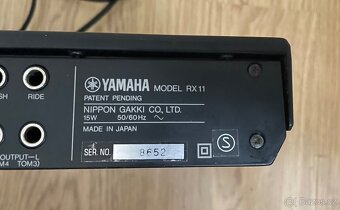 YAMAHA MODEL RX11
PATENT PENDING
NIPPON GAKKI CO., LTD.
15W 50/60Hz
MADE IN JAPAN
SER. NO. 8652
SH RIDE
OUTPUT-L
TOM4 TOM3)